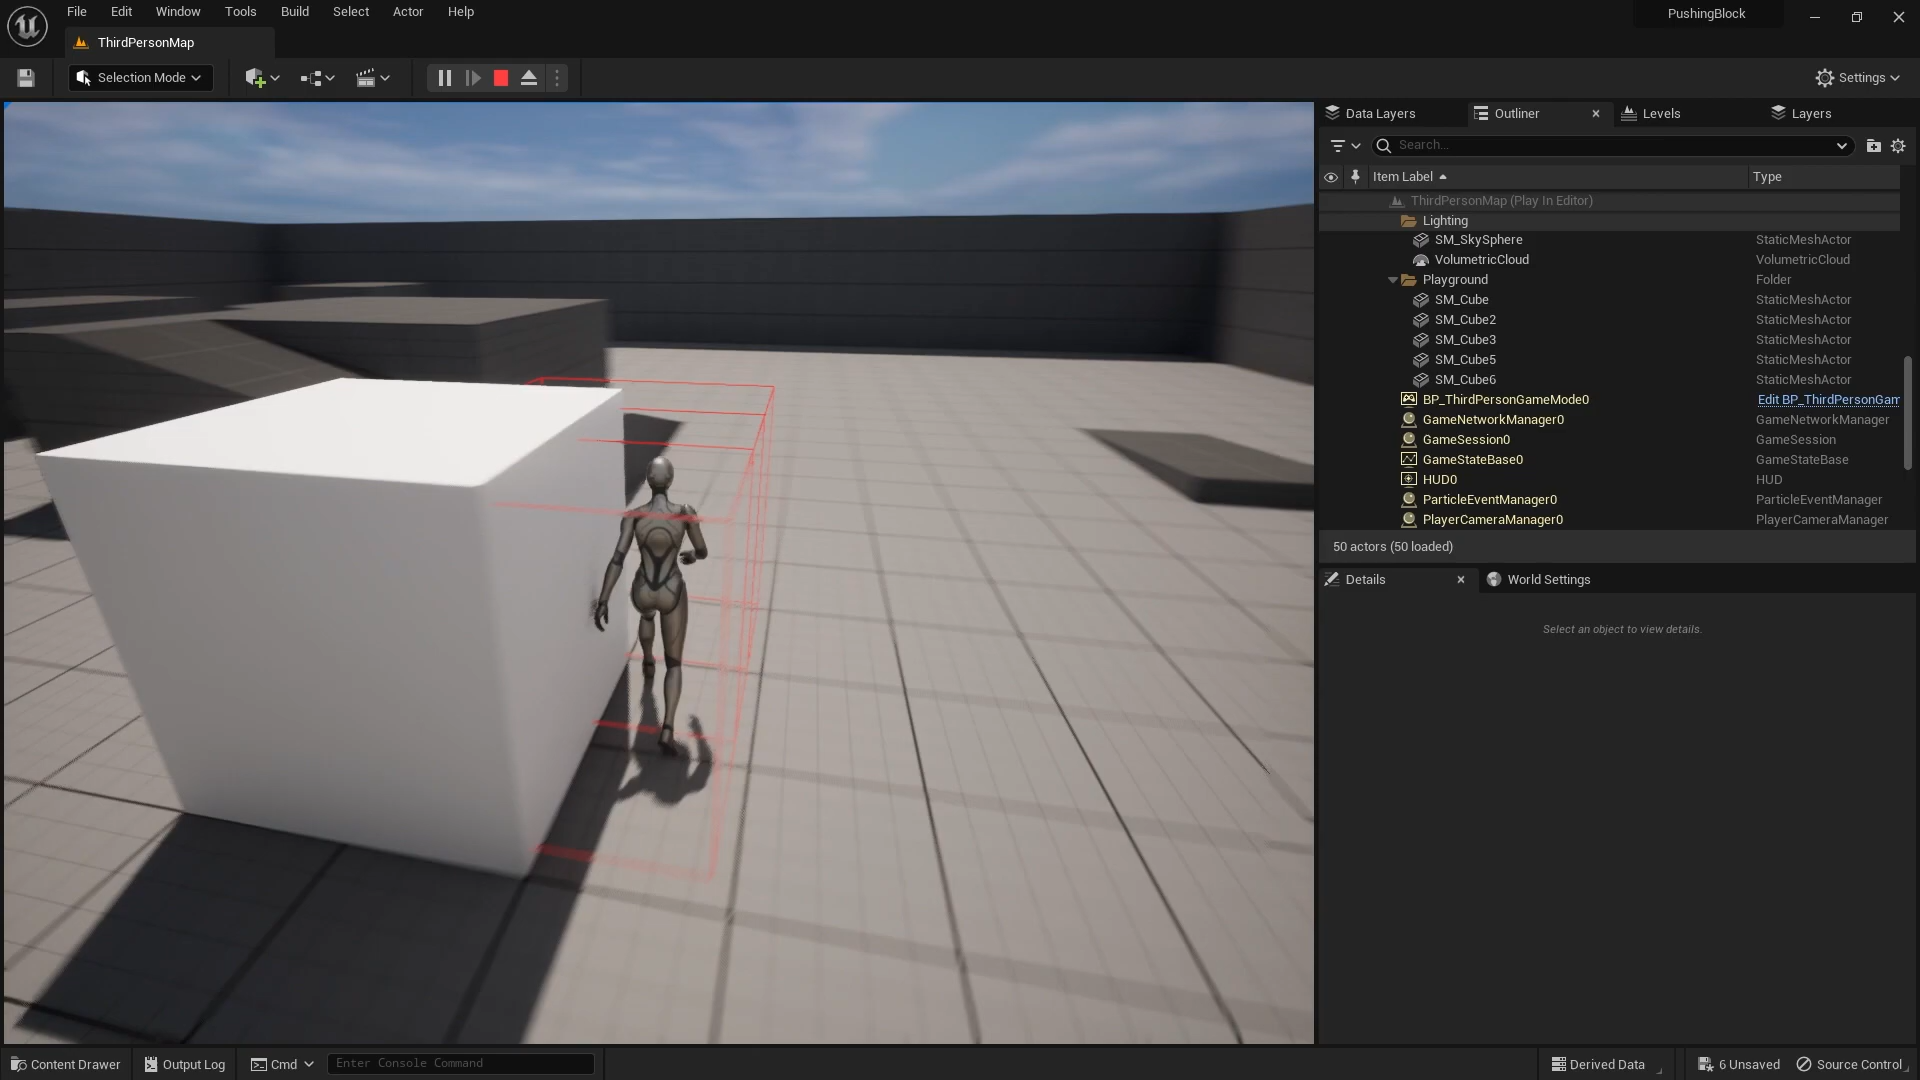 File Edit Window Tools Build Select Actor Help
PushingBlock
ThirdPersonMap
Selection Mode
Settings
Data Layers
Outliner
Levels
Layers
Search...
Item Label
Type
ThirdPersonMap (Play In Editor)
Lighting
SM_SkySphere StaticMeshActor
VolumetricCloud VolumetricCloud
Playground Folder
SM_Cube StaticMeshActor
SM_Cube2 StaticMeshActor
SM_Cube3 StaticMeshActor
SM_Cube5 StaticMeshActor
SM_Cube6 StaticMeshActor
BP_ThirdPersonGameMode0 Edit BP_ThirdPersonGam
GameNetworkManager0 GameNetworkManager
GameSession0 GameSession
GameStateBase0 GameStateBase
HUD0 HUD
ParticleEventManager0 ParticleEventManager
PlayerCameraManager0 PlayerCameraManager
50 actors (50 loaded)
Details
World Settings
Select an object to view details.
Content Drawer
Output Log
Cmd
Enter Console Command
Derived Data
6 Unsaved
Source Control